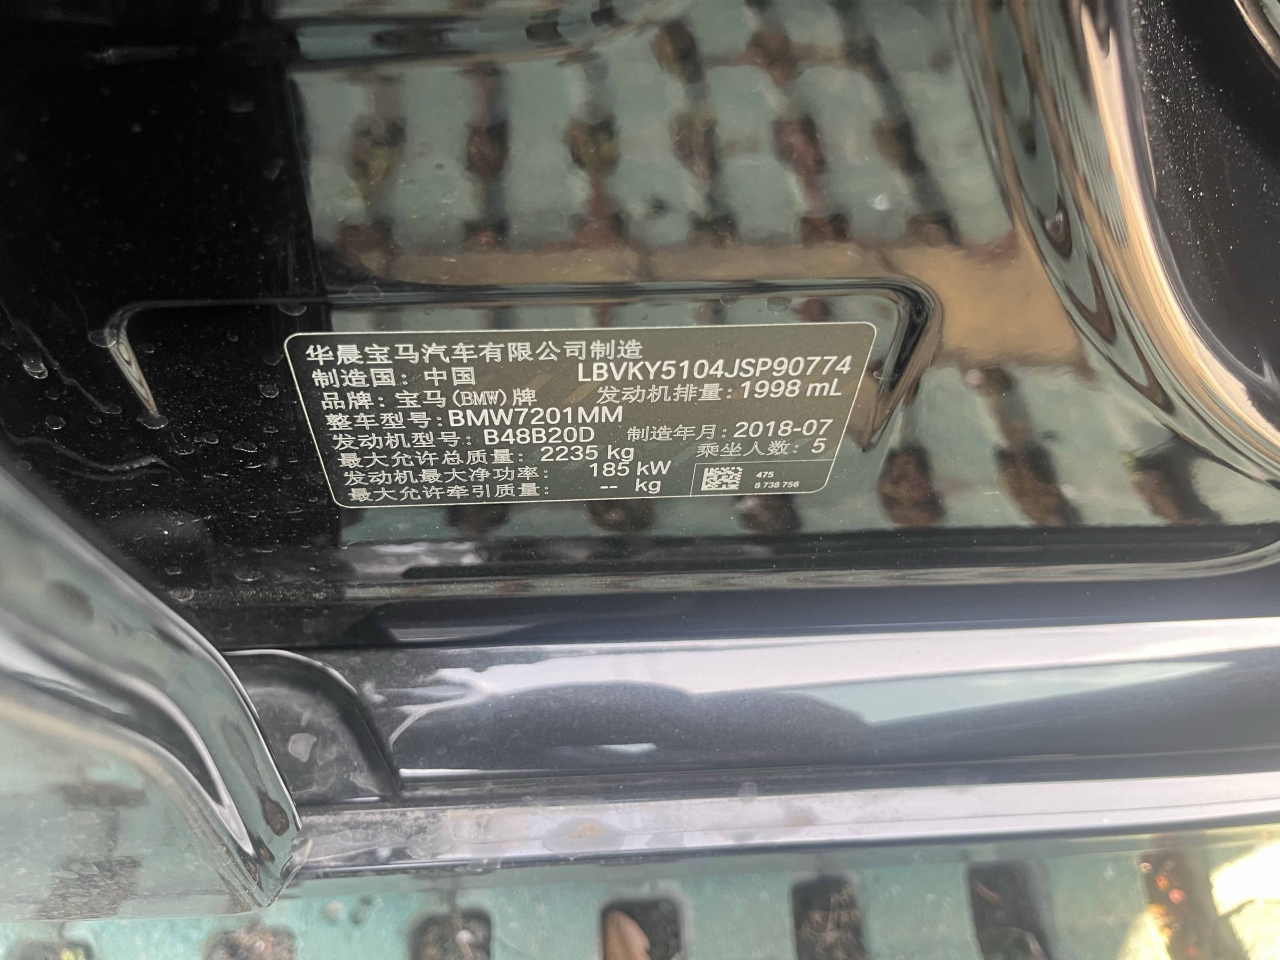 华晨宝马汽车有限公司制造
制造国: 中国 LBVKY5104JSP90774
品牌: 宝马(BMW)牌 发动机排量: 1998 mL
整车型号: BMW7201MM
发动机型号: B48B20D 制造年月: 2018-07
最大允许总质量: 2235 kg 乘坐人数: 5
发动机最大净功率: 185 kW
最大允许牵引质量: -- kg
475
8 738 756